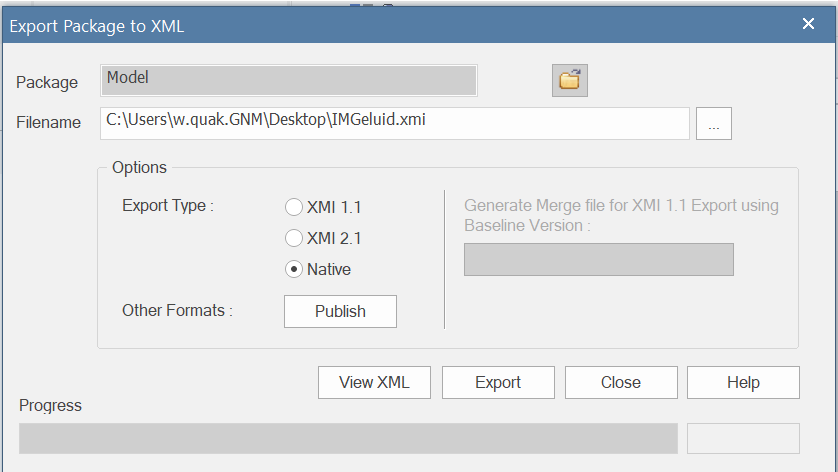 Export Package to XML
Package
Model
Filename
C:\Users\w.quak.GNM\Desktop\IMGeluid.xmi
...
Options
Export Type :
XMI 1.1
XMI 2.1
Native
Generate Merge file for XMI 1.1 Export using
Baseline Version :
Other Formats :
Publish
View XML
Export
Close
Help
Progress